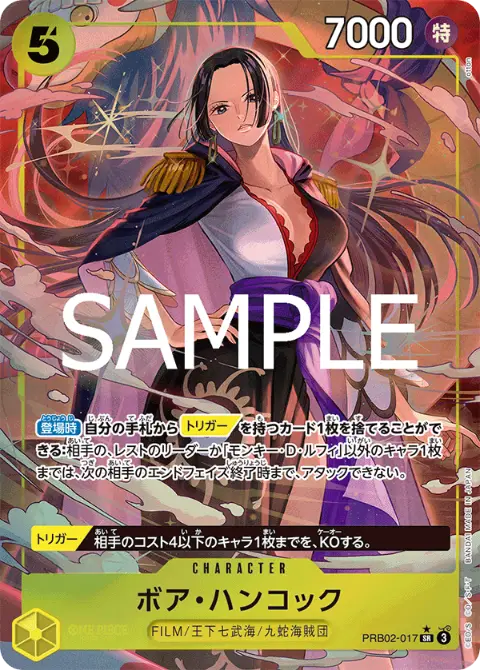 5
7000 特
SAMPLE
登場時 自分の手札から トリガー を持つカード1枚を捨てることがで
きる:相手の、レストのリーダーか「モンキー・D・ルフィ」以外のキャラ1枚
までは、次の相手のエンドフェイズ終了時まで、アタックできない。
トリガー 相手のコスト4以下のキャラ1枚までを、KOする。
CHARACTER
ボア・ハンコック
FILM/王下七武海/九蛇海賊団
PRB02-017 SR 3
BANDAI MADE IN JAPAN